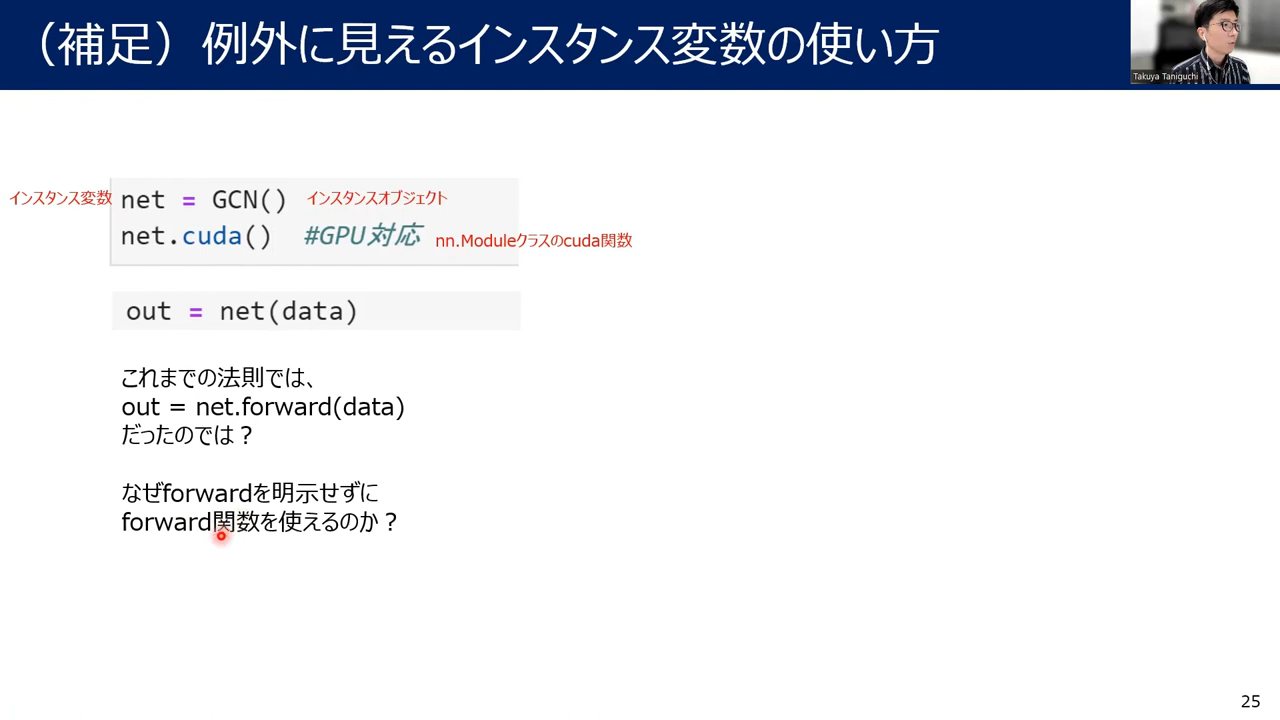 （補足）例外に見えるインスタンス変数の使い方
Takuya Taniguchi
インスタンス変数 net = GCN() インスタンスオブジェクト
net.cuda() #GPU対応 nn.Moduleクラスのcuda関数
out = net(data)
これまでの法則では、
out = net.forward(data)
だったのでは？
なぜforwardを明示せずに
forward関数を使えるのか？
25